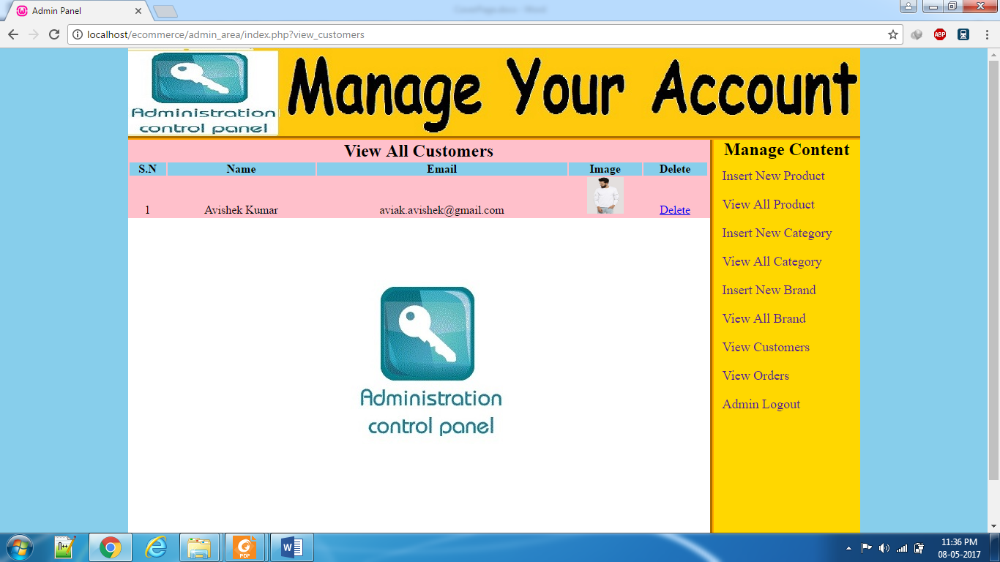 Admin Panel
localhost/ecommerce/admin_area/index.php?view_customers
ABP
Administration
control panel
Manage Your Account
View All Customers
S.N Name Email Image Delete
1 Avishek Kumar aviak.avishek@gmail.com Delete
Administration
control panel
Manage Content
Insert New Product
View All Product
Insert New Category
View All Category
Insert New Brand
View All Brand
View Customers
View Orders
Admin Logout
PDF
11:36 PM
08-05-2017